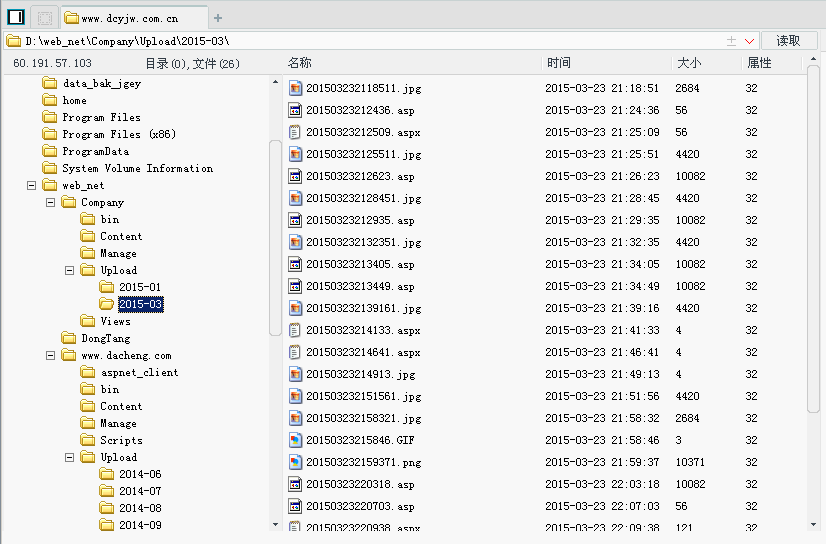 www.dcyjw.com.cn
D:\web_net\Company\Upload\2015-03\ 读取
60.191.57.103 目录(0),文件(26)
data_bak_jgey
home
Program Files
Program Files (x86)
ProgramData
System Volume Information
web_net
Company
bin
Content
Manage
Upload
2015-01
2015-03
Views
DongTang
www.dacheng.com
aspnet_client
bin
Content
Manage
Scripts
Upload
2014-06
2014-07
2014-08
2014-09
名称 时间 大小 属性
201503232118511.jpg 2015-03-23 21:18:51 2684 32
20150323212436.asp 2015-03-23 21:24:36 56 32
20150323212509.aspx 2015-03-23 21:25:09 56 32
201503232125511.jpg 2015-03-23 21:25:51 4420 32
20150323212623.asp 2015-03-23 21:26:23 10082 32
201503232128451.jpg 2015-03-23 21:28:45 4420 32
20150323212935.asp 2015-03-23 21:29:35 10082 32
201503232132351.jpg 2015-03-23 21:32:35 4420 32
20150323213405.asp 2015-03-23 21:34:05 10082 32
20150323213449.asp 2015-03-23 21:34:49 10082 32
201503232139161.jpg 2015-03-23 21:39:16 4420 32
20150323214133.aspx 2015-03-23 21:41:33 4 32
20150323214641.aspx 2015-03-23 21:46:41 4 32
20150323214913.jpg 2015-03-23 21:49:13 4 32
201503232151561.jpg 2015-03-23 21:51:56 4420 32
201503232158321.jpg 2015-03-23 21:58:32 2684 32
20150323215846.GIF 2015-03-23 21:58:46 3 32
201503232159371.png 2015-03-23 21:59:37 10371 32
20150323220318.asp 2015-03-23 22:03:18 10082 32
20150323220703.asp 2015-03-23 22:07:03 56 32
20150323220938.aspx 2015-03-23 22:09:38 121 32